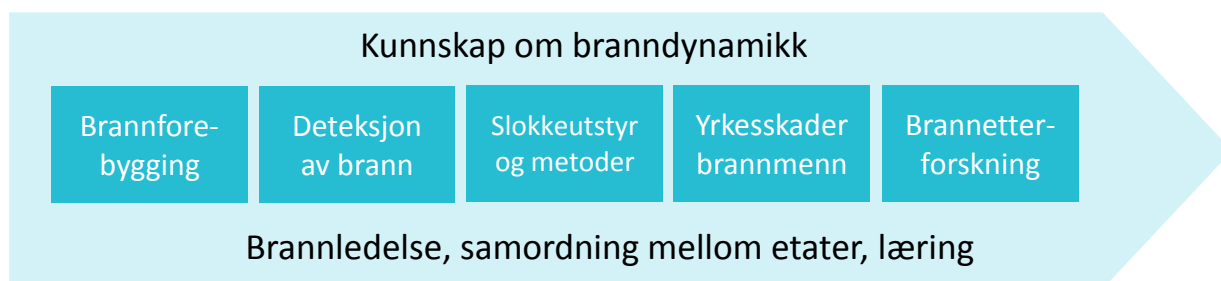 Kunnskap om branndynamikk
Brannfore-
bygging
Deteksjon
av brann
Slokkeutstyr
og metoder
Yrkesskader
brannmenn
Brannetter-
forskning
Brannledelse, samordning mellom etater, læring